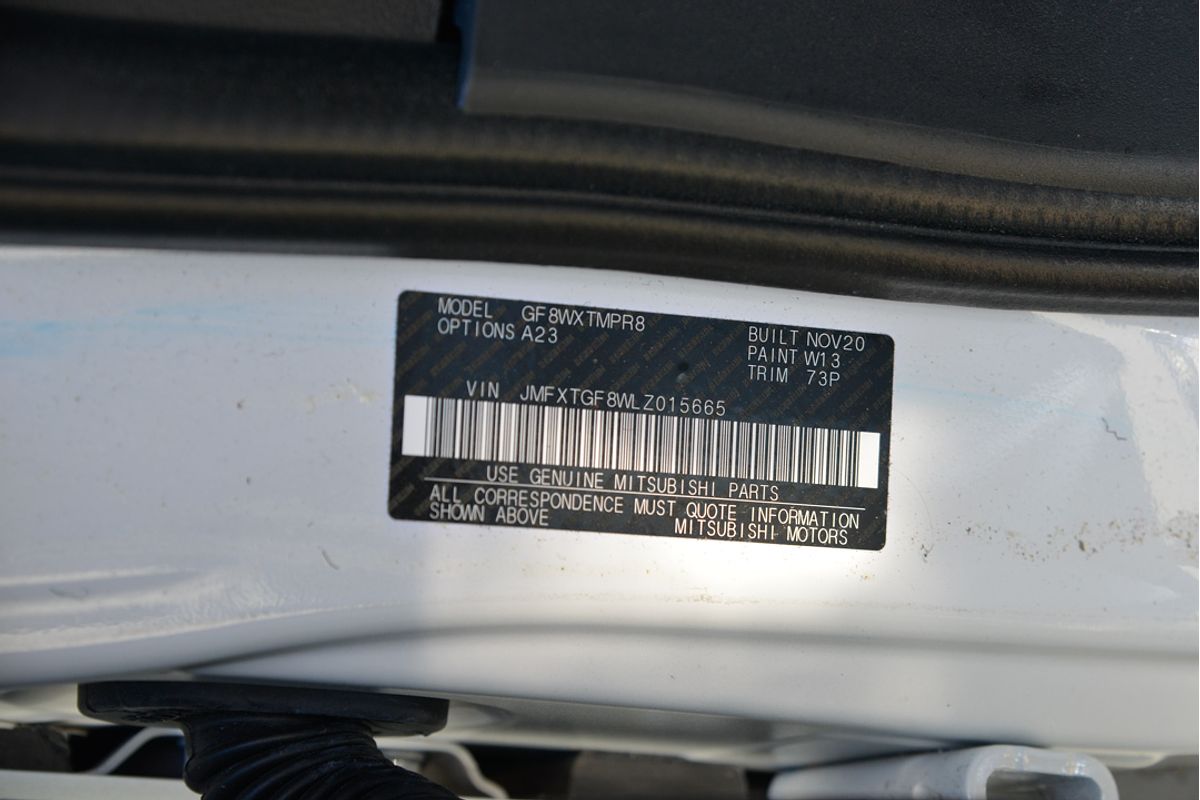 MODEL GF8WXTMPR8
OPTIONS A23
BUILT NOV20
PAINT W13
TRIM 73P
VIN JMFXTGF8WLZ015665
USE GENUINE MITSUBISHI PARTS
ALL CORRESPONDENCE MUST QUOTE INFORMATION
SHOWN ABOVE MITSUBISHI MOTORS